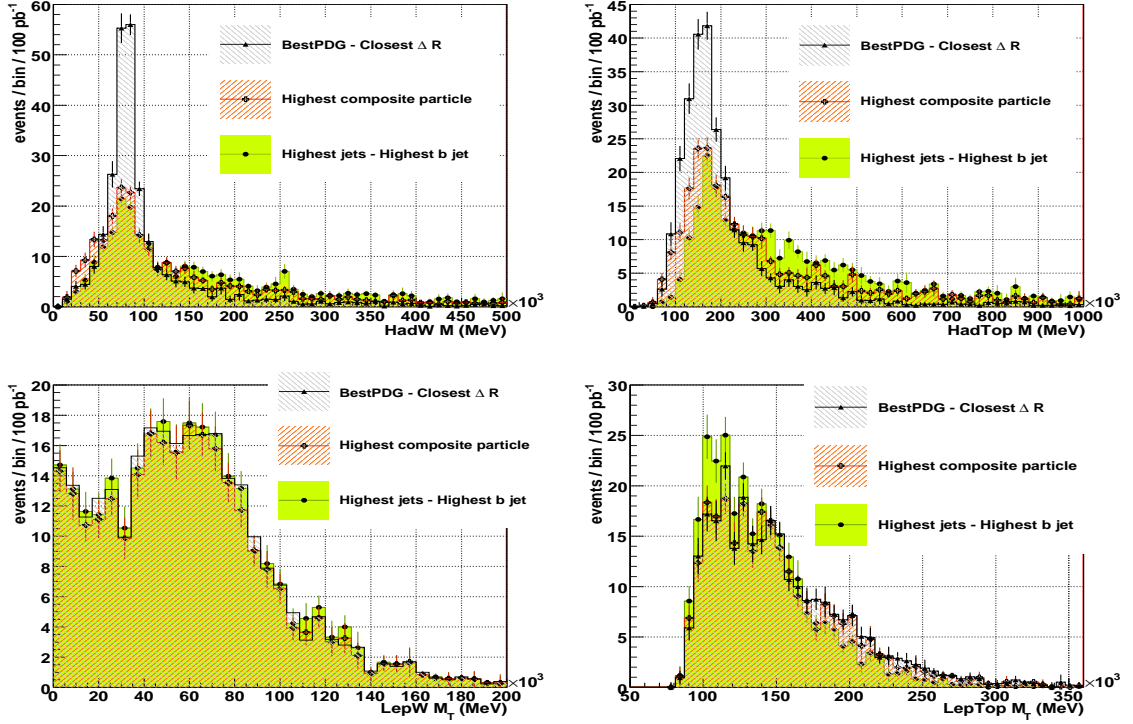 events / bin / 100 pb-1
60
50
40
30
20
10
0
BestPDG - Closest Δ R
Highest composite particle
Highest jets - Highest b jet
0 50 100 150 200 250 300 350 400 450 500
×10³
HadW M (MeV)
events / bin / 100 pb-1
45
40
35
30
25
20
15
10
5
0
BestPDG - Closest Δ R
Highest composite particle
Highest jets - Highest b jet
0 100 200 300 400 500 600 700 800 900 1000
×10³
HadTop M (MeV)
events / bin / 100 pb-1
20
18
16
14
12
10
8
6
4
2
0
BestPDG - Closest Δ R
Highest composite particle
Highest jets - Highest b jet
0 20 40 60 80 100 120 140 160 180 200
×10³
LepW MT (MeV)
events / bin / 100 pb-1
30
25
20
15
10
5
0
BestPDG - Closest Δ R
Highest composite particle
Highest jets - Highest b jet
50 100 150 200 250 300 350
×10³
LepTop MT (MeV)